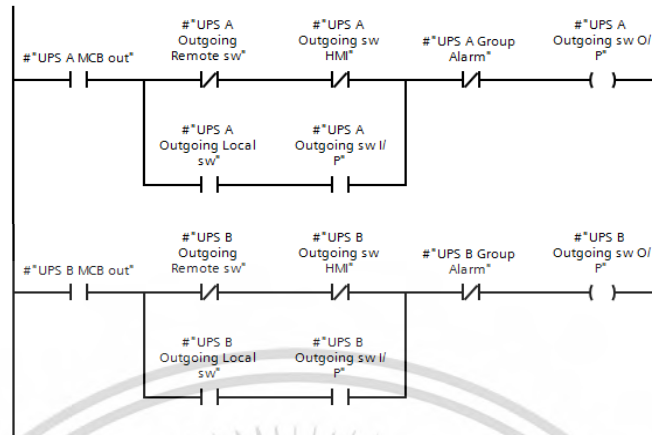 #"UPS A
Outgoing
Remote sw"
#"UPS A
Outgoing sw
HMI"
#"UPS A Group
Alarm"
#"UPS A
Outgoing sw O/
P"
#"UPS A MCB out"
#"UPS A
Outgoing Local
sw"
#"UPS A
Outgoing sw I/
P"
#"UPS B
Outgoing
Remote sw"
#"UPS B
Outgoing sw
HMI"
#"UPS B Group
Alarm"
#"UPS B
Outgoing sw O/
P"
#"UPS B MCB out"
#"UPS B
Outgoing Local
sw"
#"UPS B
Outgoing sw I/
P"